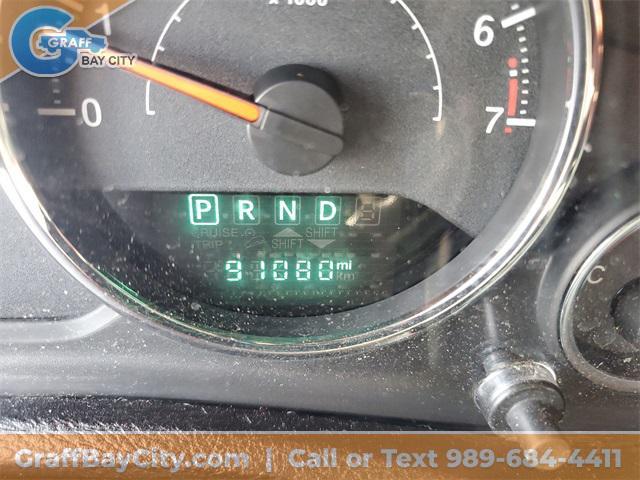 GRAFF
BAY CITY
x 1000
1
0
6
7
P R N D
CRUISE SHIFT
TRIP SHIFT
91080 mi
km
C
GraffBayCity.com | Call or Text 989-684-4411